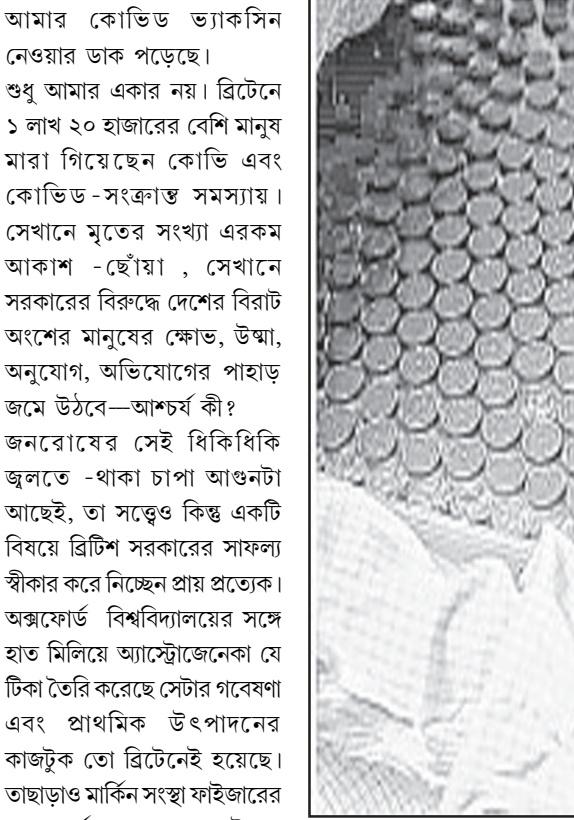 আমার কোভিড ভ্যাকসিন
নেওয়ার ডাক পড়েছে।
শুধু আমার একার নয়। ব্রিটেনে
১ লাখ ২০ হাজারের বেশি মানুষ
মারা গিয়েছেন কোভি এবং
কোভিড-সংক্রান্ত সমস্যায়।
সেখানে মৃতের সংখ্যা এরকম
আকাশ -ছোঁয়া , সেখানে
সরকারের বিরুদ্ধে দেশের বিরাট
অংশের মানুষের ক্ষোভ, উষ্মা,
অনুযোগ, অভিযোগের পাহাড়
জমে উঠবে—আশ্চর্য কী?
জনরোষের সেই ধিকিধিকি
জ্বলতে -থাকা চাপা আগুনটা
আছেই, তা সত্ত্বেও কিন্তু একটি
বিষয়ে ব্রিটিশ সরকারের সাফল্য
স্বীকার করে নিচ্ছেন প্রায় প্রত্যেক।
অক্সফোর্ড বিশ্ববিদ্যালয়ের সঙ্গে
হাত মিলিয়ে অ্যাস্ট্রোজেনেকা যে
টিকা তৈরি করেছে সেটার গবেষণা
এবং প্রাথমিক উৎপাদনের
কাজটুক তো ব্রিটেনেই হয়েছে।
তাছাড়াও মার্কিন সংস্থা ফাইজারের